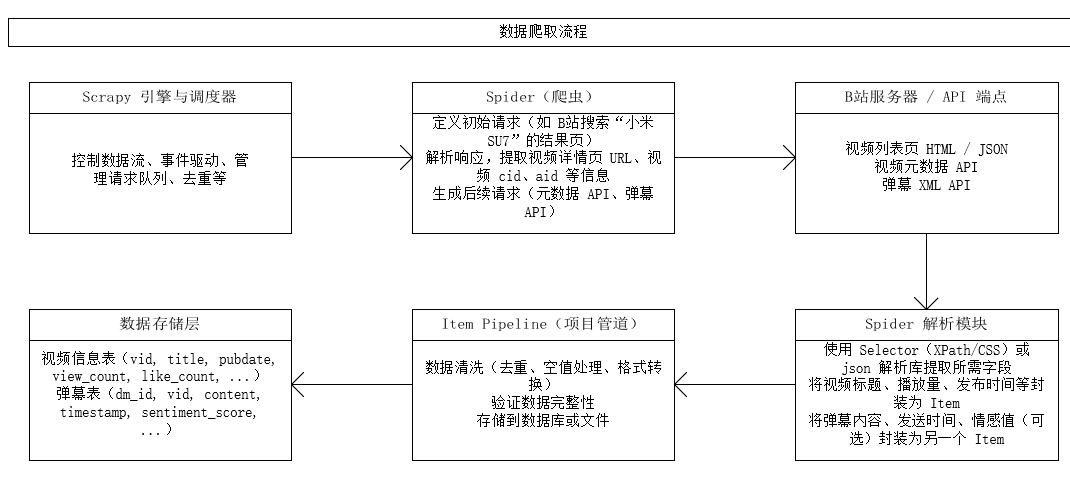 数据爬取流程
Scrapy 引擎与调度器
控制数据流、事件驱动、管
理请求队列、去重等
Spider（爬虫）
定义初始请求（如 B站搜索“小米
SU7”的结果页）
解析响应，提取视频详情页 URL、视
频 cid、aid 等信息
生成后续请求（元数据 API、弹幕
API）
B站服务器 / API 端点
视频列表页 HTML / JSON
视频元数据 API
弹幕 XML API
Spider 解析模块
使用 Selector（XPath/CSS）或
json 解析库提取所需字段
将视频标题、播放量、发布时间等封
装为 Item
将弹幕内容、发送时间、情感值（可
选）封装为另一个 Item
Item Pipeline（项目管道）
数据清洗（去重、空值处理、格式转
换）
验证数据完整性
存储到数据库或文件
数据存储层
视频信息表（vid, title, pubdate,
view_count, like_count, ...）
弹幕表（dm_id, vid, content,
timestamp, sentiment_score,
...）